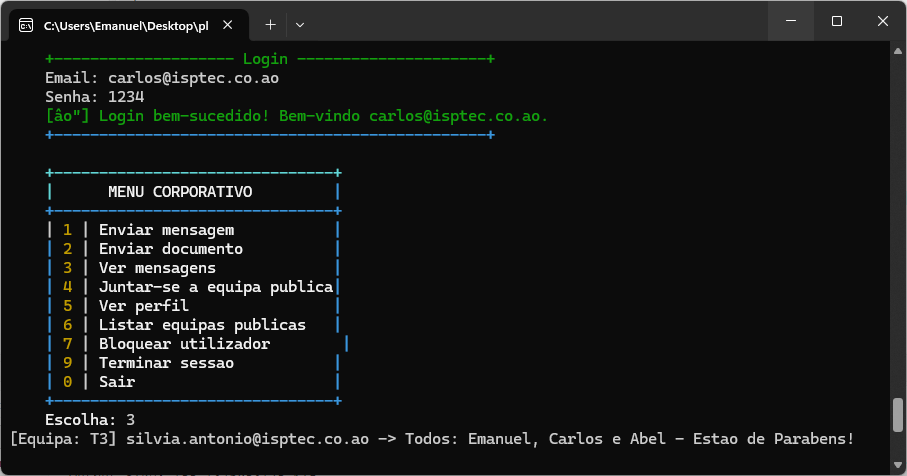 C:\Users\Emanuel\Desktop\pl
+-------------------- Login ---------------------+
Email: carlos@isptec.co.ao
Senha: 1234
[âo"] Login bem-sucedido! Bem-vindo carlos@isptec.co.ao.
+------------------------------------------------+
+-------------------------------+
| MENU CORPORATIVO |
+-------------------------------+
| 1 | Enviar mensagem |
| 2 | Enviar documento |
| 3 | Ver mensagens |
| 4 | Juntar-se a equipa publica|
| 5 | Ver perfil |
| 6 | Listar equipas publicas |
| 7 | Bloquear utilizador |
| 9 | Terminar sessao |
| 0 | Sair |
+-------------------------------+
Escolha: 3
[Equipa: T3] silvia.antonio@isptec.co.ao -> Todos: Emanuel, Carlos e Abel - Estao de Parabens!